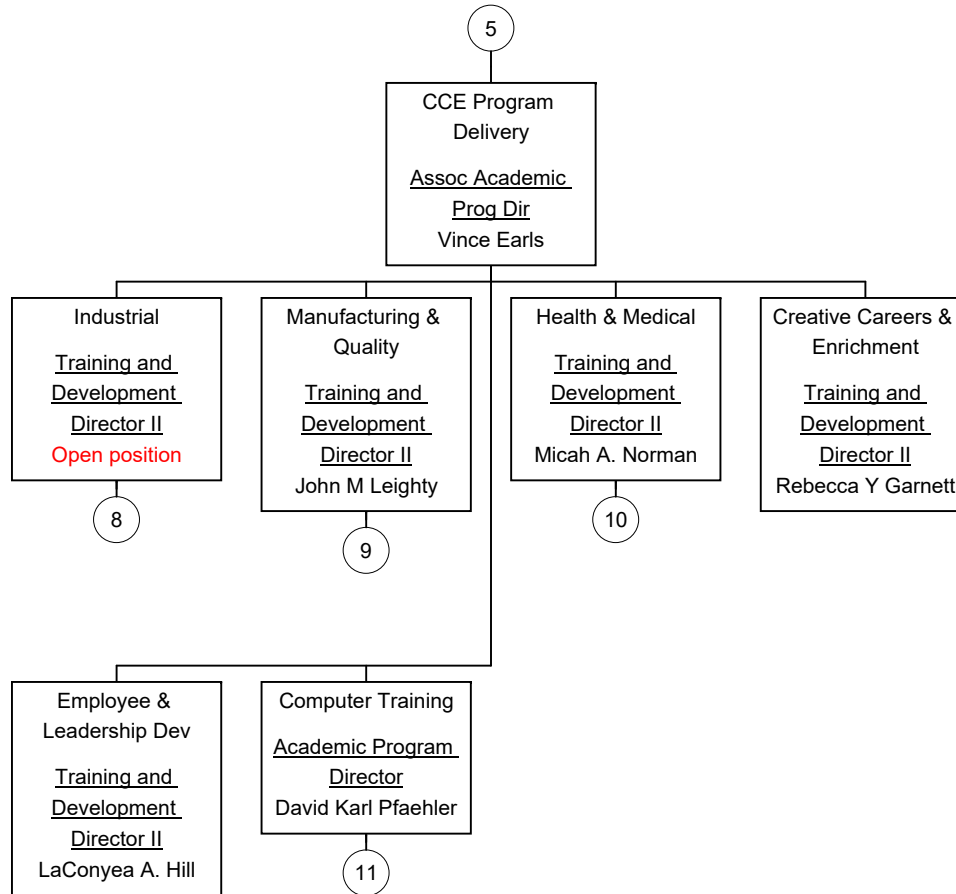 5
CCE Program
Delivery
Assoc Academic
Prog Dir
Vince Earls
Industrial
Training and
Development
Director II
Open position
8
Manufacturing &
Quality
Training and
Development
Director II
John M Leighty
9
Health & Medical
Training and
Development
Director II
Micah A. Norman
10
Creative Careers &
Enrichment
Training and
Development
Director II
Rebecca Y Garnett
Employee &
Leadership Dev
Training and
Development
Director II
LaConyea A. Hill
Computer Training
Academic Program
Director
David Karl Pfaehler
11